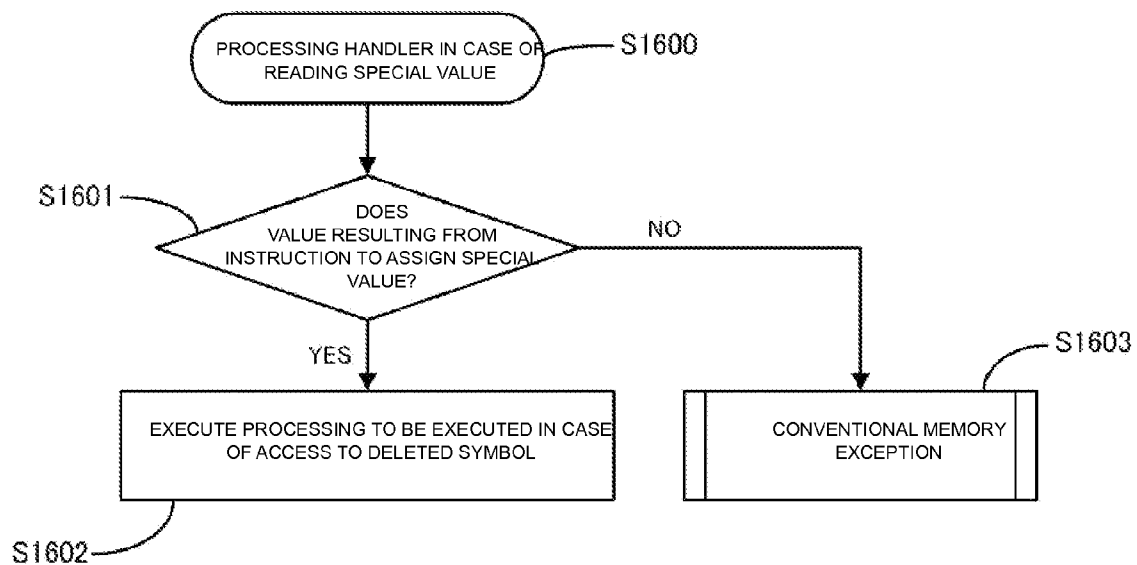 PROCESSING HANDLER IN CASE OF
READING SPECIAL VALUE
S1600
S1601
DOES
VALUE RESULTING FROM
INSTRUCTION TO ASSIGN SPECIAL
VALUE?
NO
YES
S1603
EXECUTE PROCESSING TO BE EXECUTED IN CASE
OF ACCESS TO DELETED SYMBOL
CONVENTIONAL MEMORY
EXCEPTION
S1602